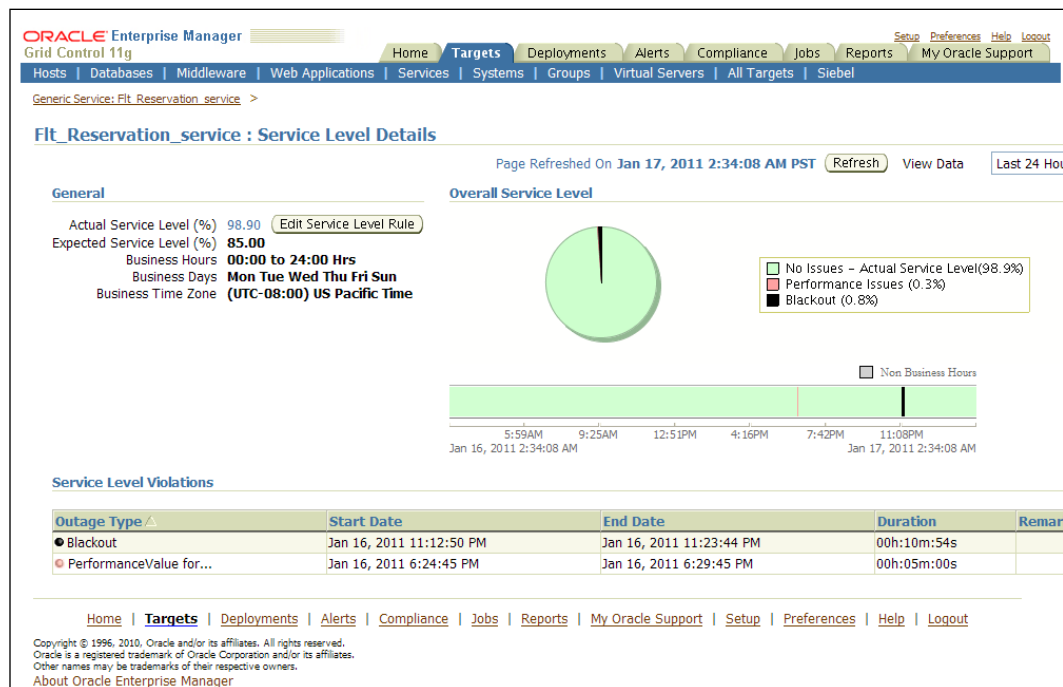 ORACLE Enterprise Manager
Grid Control 11g
Setup Preferences Help Logout
Home Targets Deployments Alerts Compliance Jobs Reports My Oracle Support
Hosts | Databases | Middleware | Web Applications | Services | Systems | Groups | Virtual Servers | All Targets | Siebel
Generic Service: Flt_Reservation_service >
Flt_Reservation_service : Service Level Details
Page Refreshed On Jan 17, 2011 2:34:08 AM PST Refresh View Data Last 24 Hou
General
Actual Service Level (%) 98.90 Edit Service Level Rule
Expected Service Level (%) 85.00
Business Hours 00:00 to 24:00 Hrs
Business Days Mon Tue Wed Thu Fri Sun
Business Time Zone (UTC-08:00) US Pacific Time
Overall Service Level
No Issues - Actual Service Level(98.9%)
Performance Issues (0.3%)
Blackout (0.8%)
Non Business Hours
5:59AM 9:25AM 12:51PM 4:16PM 7:42PM 11:08PM
Jan 16, 2011 2:34:08 AM Jan 17, 2011 2:34:08 AM
Service Level Violations
Outage Type Start Date End Date Duration Remar
Blackout Jan 16, 2011 11:12:50 PM Jan 16, 2011 11:23:44 PM 00h:10m:54s
PerformanceValue for... Jan 16, 2011 6:24:45 PM Jan 16, 2011 6:29:45 PM 00h:05m:00s
Home | Targets | Deployments | Alerts | Compliance | Jobs | Reports | My Oracle Support | Setup | Preferences | Help | Logout
Copyright © 1996, 2010, Oracle and/or its affiliates. All rights reserved.
Oracle is a registered trademark of Oracle Corporation and/or its affiliates.
Other names may be trademarks of their respective owners.
About Oracle Enterprise Manager